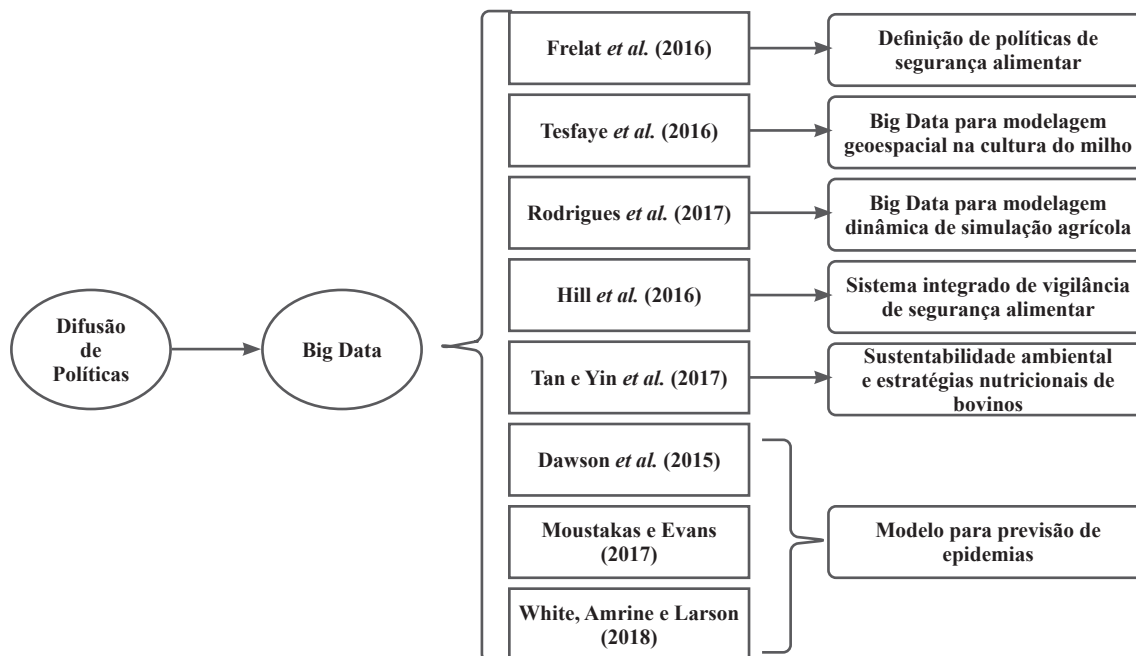 Difusão
de
Políticas
Big Data
Frelat et al. (2016)
Definição de políticas de
segurança alimentar
Tesfaye et al. (2016)
Big Data para modelagem
geoespacial na cultura do milho
Rodrigues et al. (2017)
Big Data para modelagem
dinâmica de simulação agrícola
Hill et al. (2016)
Sistema integrado de vigilância
de segurança alimentar
Tan e Yin et al. (2017)
Sustentabilidade ambiental
e estratégias nutricionais de
bovinos
Dawson et al. (2015)
Moustakas e Evans
(2017)
White, Amrine e Larson
(2018)
Modelo para previsão de
epidemias